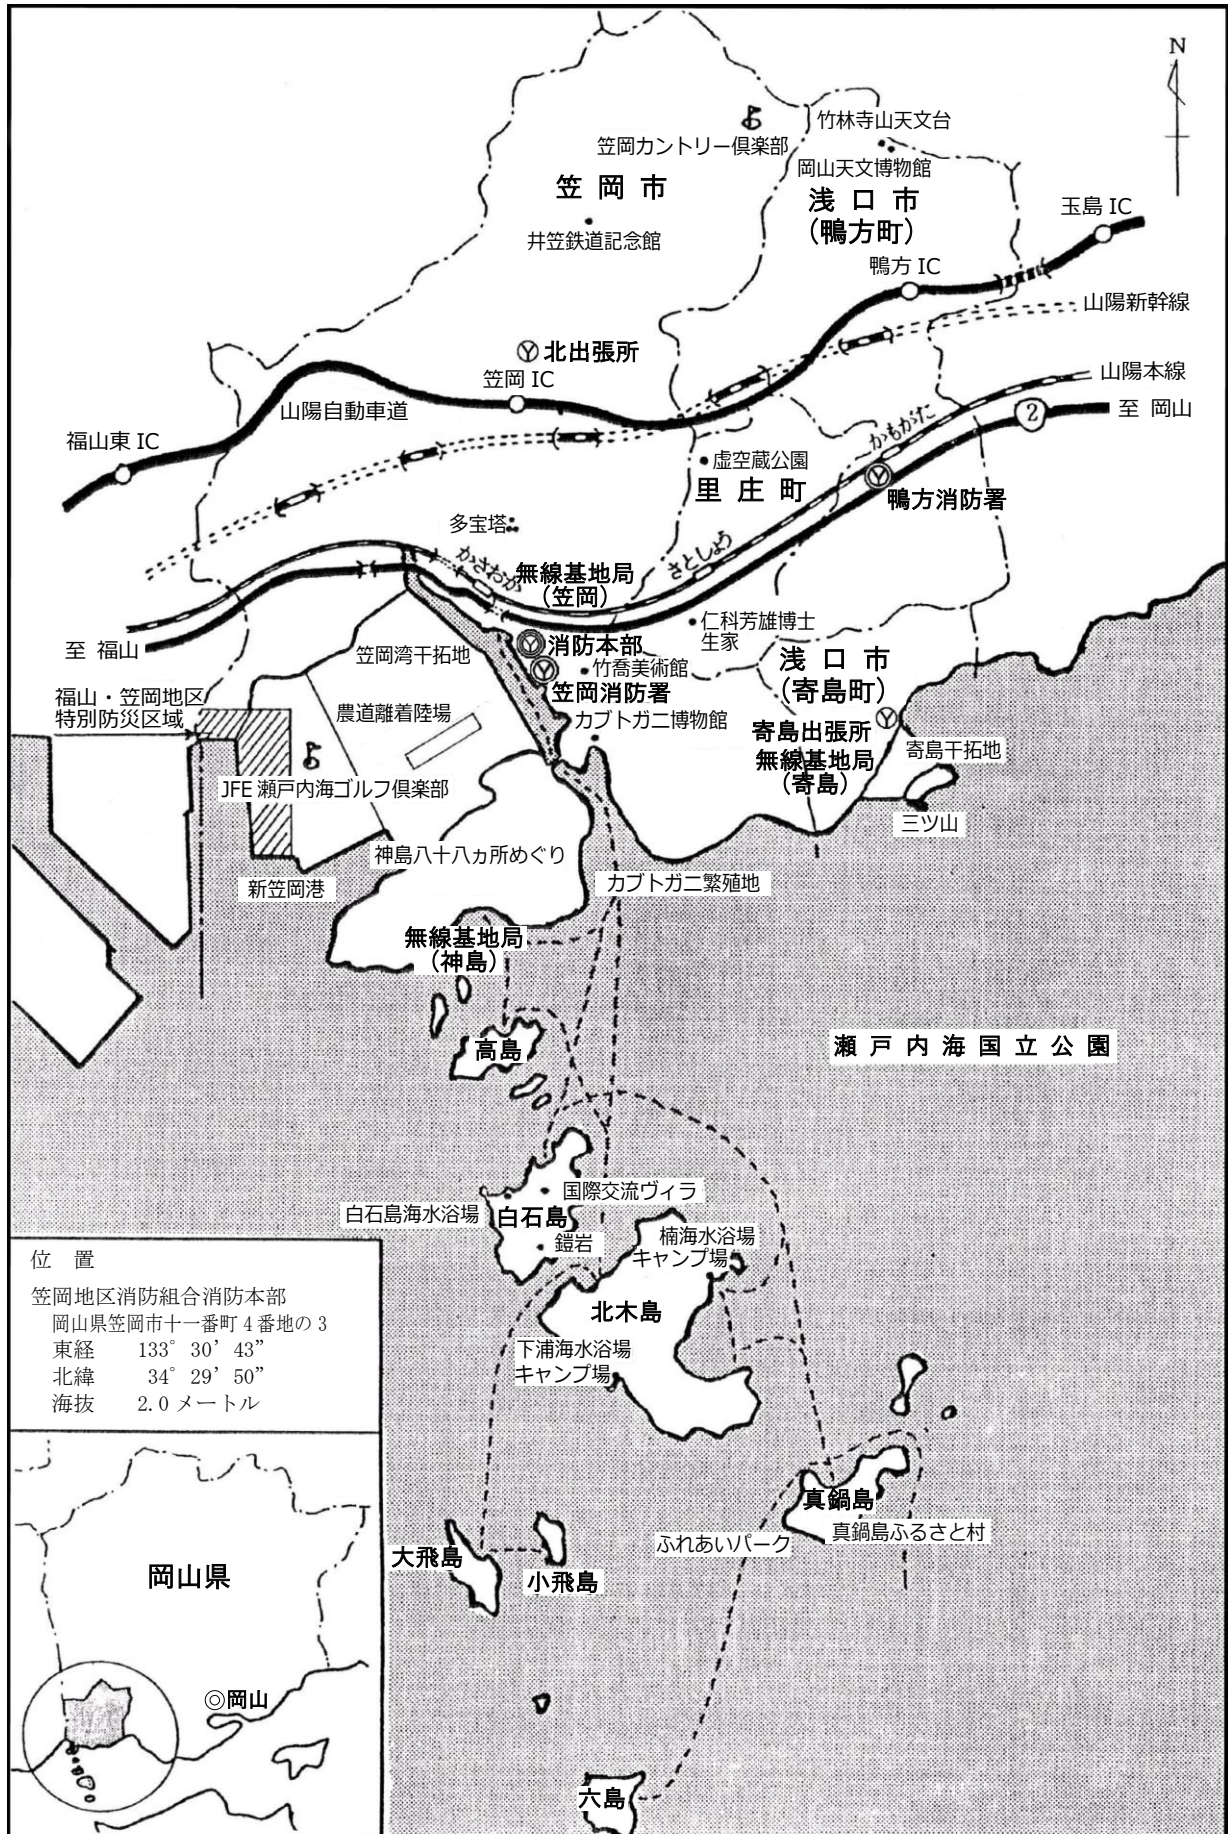 N
竹林寺山天文台
笠岡カントリー倶楽部
岡山天文博物館
笠岡市
浅口市
(鴨方町)
玉島 IC
井笠鉄道記念館
鴨方 IC
山陽新幹線
北出張所
笠岡 IC
山陽本線
山陽自動車道
2
至 岡山
福山東 IC
かもがた
虚空蔵公園
里庄町
鴨方消防署
多宝塔
かさおか
さとしょう
無線基地局
(笠岡)
仁科芳雄博士
生家
消防本部
至 福山
笠岡湾干拓地
竹喬美術館
浅口市
(寄島町)
笠岡消防署
福山・笠岡地区
特別防災区域
農道離着陸場
カブトガニ博物館
寄島出張所
無線基地局
(寄島)
寄島干拓地
JFE 瀬戸内海ゴルフ倶楽部
三ツ山
神島八十八ヵ所めぐり
新笠岡港
カブトガニ繁殖地
無線基地局
(神島)
高島
瀬戸内海国立公園
国際交流ヴィラ
白石島海水浴場
白石島
鎧岩
楠海水浴場
キャンプ場
北木島
下浦海水浴場
キャンプ場
真鍋島
真鍋島ふるさと村
ふれあいパーク
大飛島
小飛島
六島
位 置
笠岡地区消防組合消防本部
岡山県笠岡市十一番町 4 番地の 3
東経 133° 30’ 43”
北緯 34° 29’ 50”
海抜 2.0 メートル
岡山県
◎岡山